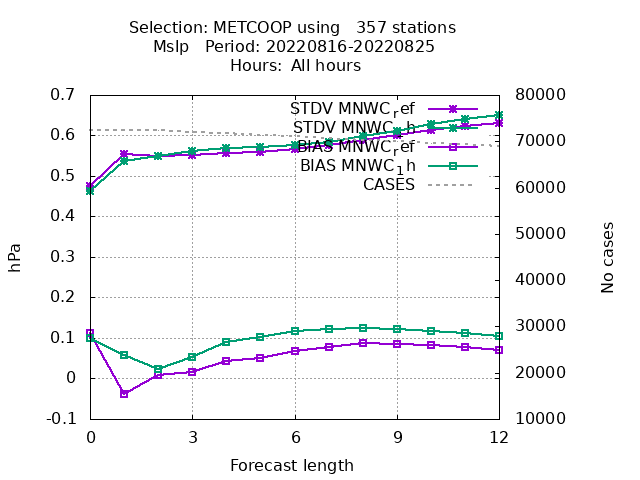 Selection: METCOOP using   357 stations
Mslp   Period: 20220816-20220825
Hours:  All hours
0.7
0.6
0.5
0.4
0.3
0.2
0.1
0
-0.1
80000
70000
60000
50000
40000
30000
20000
10000
STDV MNWC_ref
STDV MNWC_1h
BIAS MNWC_ref
BIAS MNWC_1h
CASES
hPa
No cases
0 3 6 9 12
Forecast length